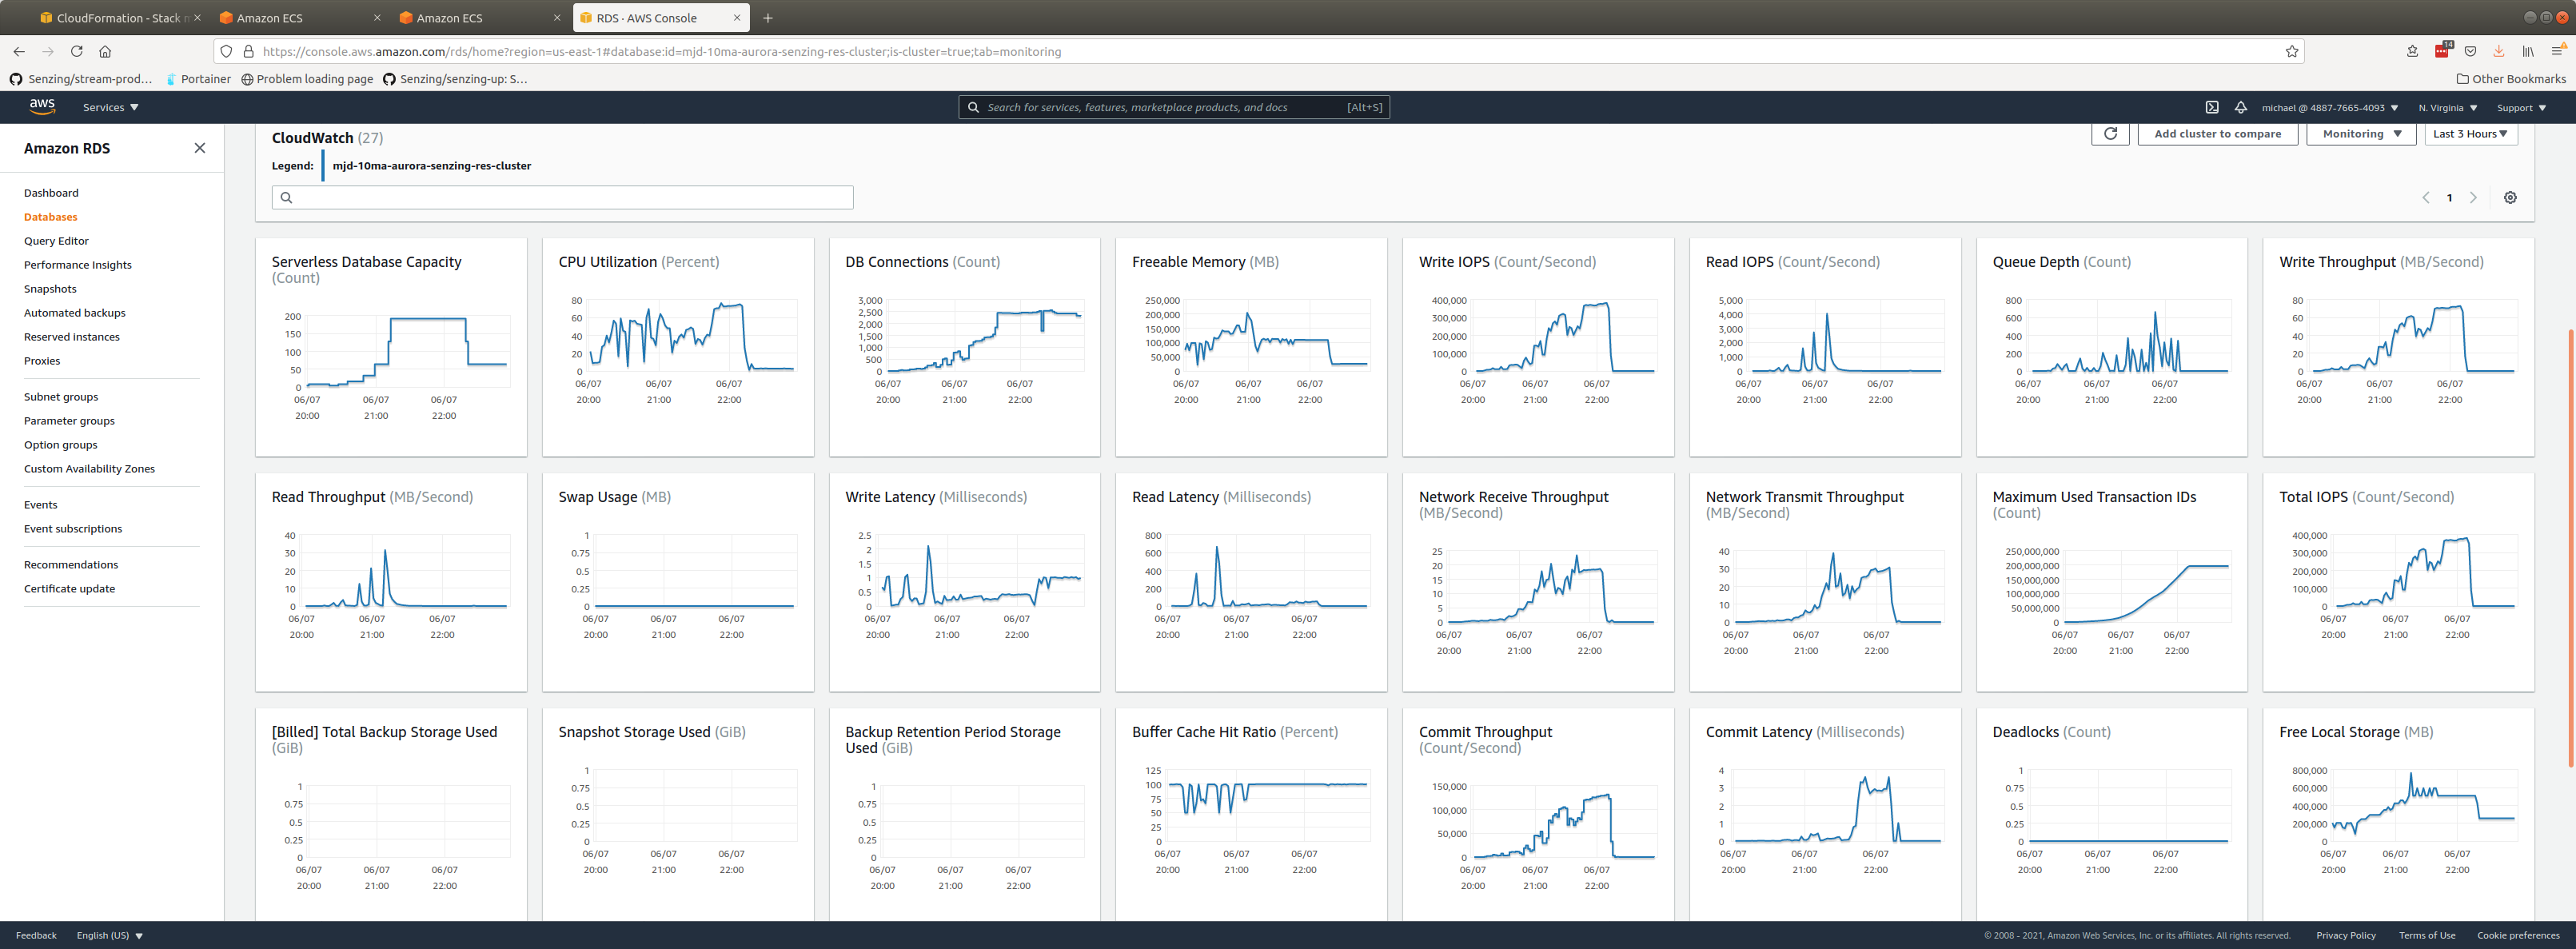 CloudFormation - Stack m
Amazon ECS
Amazon ECS
RDS · AWS Console
https://console.aws.amazon.com/rds/home?region=us-east-1#database:id=mjd-10ma-aurora-senzing-res-cluster;is-cluster=true;tab=monitoring
14
Senzing/stream-prod…
Portainer
Problem loading page
Senzing/senzing-up: S…
Other Bookmarks
aws
Services
Search for services, features, marketplace products, and docs
[Alt+S]
michael @ 4887-7665-4093
N. Virginia
Support
Amazon RDS
Dashboard
Databases
Query Editor
Performance Insights
Snapshots
Automated backups
Reserved instances
Proxies
Subnet groups
Parameter groups
Option groups
Custom Availability Zones
Events
Event subscriptions
Recommendations
Certificate update
CloudWatch (27)
Add cluster to compare
Monitoring
Last 3 Hours
Legend:
mjd-10ma-aurora-senzing-res-cluster
1
Serverless Database Capacity
(Count)
200
150
100
50
0
06/07 06/07 06/07
20:00 21:00 22:00
CPU Utilization (Percent)
80
60
40
20
0
06/07 06/07 06/07
20:00 21:00 22:00
DB Connections (Count)
3,000
2,500
2,000
1,500
1,000
500
0
06/07 06/07 06/07
20:00 21:00 22:00
Freeable Memory (MB)
250,000
200,000
150,000
100,000
50,000
0
06/07 06/07 06/07
20:00 21:00 22:00
Write IOPS (Count/Second)
400,000
300,000
200,000
100,000
0
06/07 06/07 06/07
20:00 21:00 22:00
Read IOPS (Count/Second)
5,000
4,000
3,000
2,000
1,000
0
06/07 06/07 06/07
20:00 21:00 22:00
Queue Depth (Count)
800
600
400
200
0
06/07 06/07 06/07
20:00 21:00 22:00
Write Throughput (MB/Second)
80
60
40
20
0
06/07 06/07 06/07
20:00 21:00 22:00
Read Throughput (MB/Second)
40
30
20
10
0
06/07 06/07 06/07
20:00 21:00 22:00
Swap Usage (MB)
1
0.75
0.5
0.25
0
06/07 06/07 06/07
20:00 21:00 22:00
Write Latency (Milliseconds)
2.5
2
1.5
1
0.5
0
06/07 06/07 06/07
20:00 21:00 22:00
Read Latency (Milliseconds)
800
600
400
200
0
06/07 06/07 06/07
20:00 21:00 22:00
Network Receive Throughput
(MB/Second)
25
20
15
10
5
0
06/07 06/07 06/07
20:00 21:00 22:00
Network Transmit Throughput
(MB/Second)
40
30
20
10
0
06/07 06/07 06/07
20:00 21:00 22:00
Maximum Used Transaction IDs
(Count)
250,000,000
200,000,000
150,000,000
100,000,000
50,000,000
0
06/07 06/07 06/07
20:00 21:00 22:00
Total IOPS (Count/Second)
400,000
300,000
200,000
100,000
0
06/07 06/07 06/07
20:00 21:00 22:00
[Billed] Total Backup Storage Used
(GiB)
1
0.75
0.5
0.25
0
06/07 06/07 06/07
20:00 21:00 22:00
Snapshot Storage Used (GiB)
1
0.75
0.5
0.25
0
06/07 06/07 06/07
20:00 21:00 22:00
Backup Retention Period Storage
Used (GiB)
1
0.75
0.5
0.25
0
06/07 06/07 06/07
20:00 21:00 22:00
Buffer Cache Hit Ratio (Percent)
125
100
75
50
25
0
06/07 06/07 06/07
20:00 21:00 22:00
Commit Throughput
(Count/Second)
150,000
100,000
50,000
0
06/07 06/07 06/07
20:00 21:00 22:00
Commit Latency (Milliseconds)
4
3
2
1
0
06/07 06/07 06/07
20:00 21:00 22:00
Deadlocks (Count)
1
0.75
0.5
0.25
0
06/07 06/07 06/07
20:00 21:00 22:00
Free Local Storage (MB)
800,000
600,000
400,000
200,000
0
06/07 06/07 06/07
20:00 21:00 22:00
Feedback
English (US)
© 2008 - 2021, Amazon Web Services, Inc. or its affiliates. All rights reserved.
Privacy Policy
Terms of Use
Cookie preferences